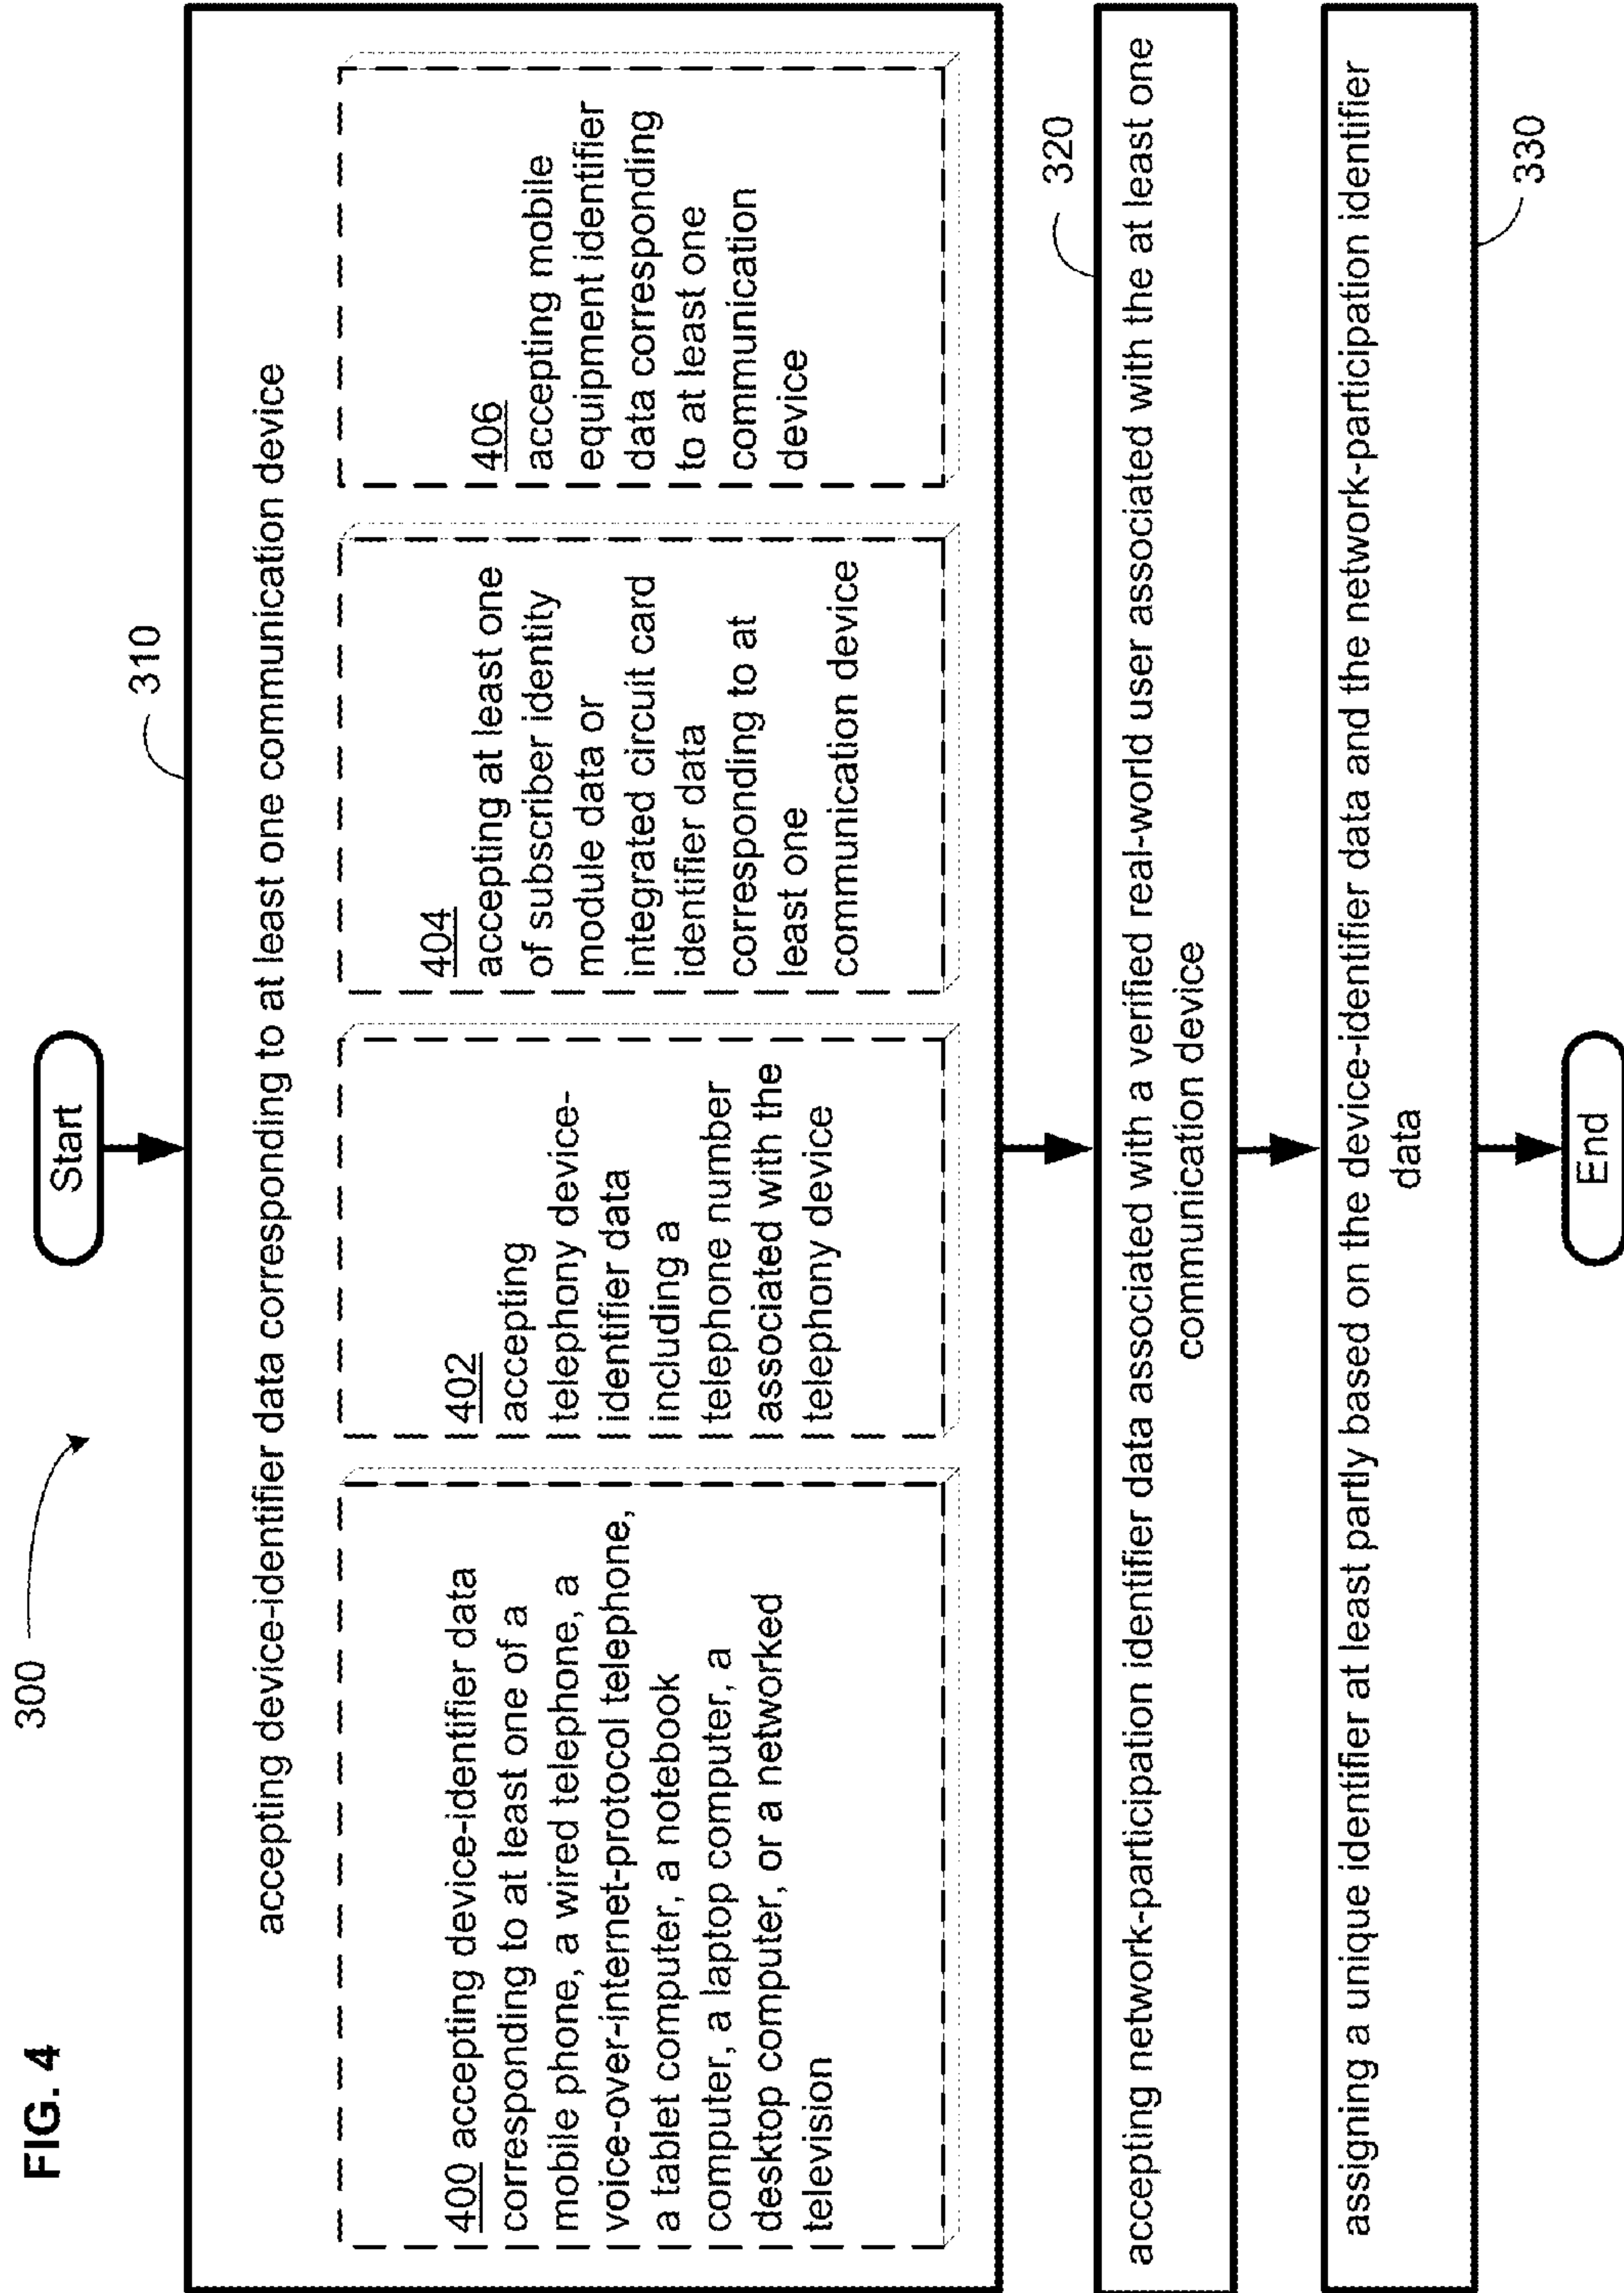 FIG. 4
300
Start
310
accepting device-identifier data corresponding to at least one communication device
400 accepting device-identifier data
corresponding to at least one of a
mobile phone, a wired telephone, a
voice-over-internet-protocol telephone,
a tablet computer, a notebook
computer, a laptop computer, a
desktop computer, or a networked
television
402
accepting
telephony device-
identifier data
including a
telephone number
associated with the
telephony device
404
accepting at least one
of subscriber identity
module data or
integrated circuit card
identifier data
corresponding to at
least one
communication device
406
accepting mobile
equipment identifier
data corresponding
to at least one
communication
device
320
accepting network-participation identifier data associated with a verified real-world user associated with the at least one
communication device
assigning a unique identifier at least partly based on the device-identifier data and the network-participation identifier
data
330
End